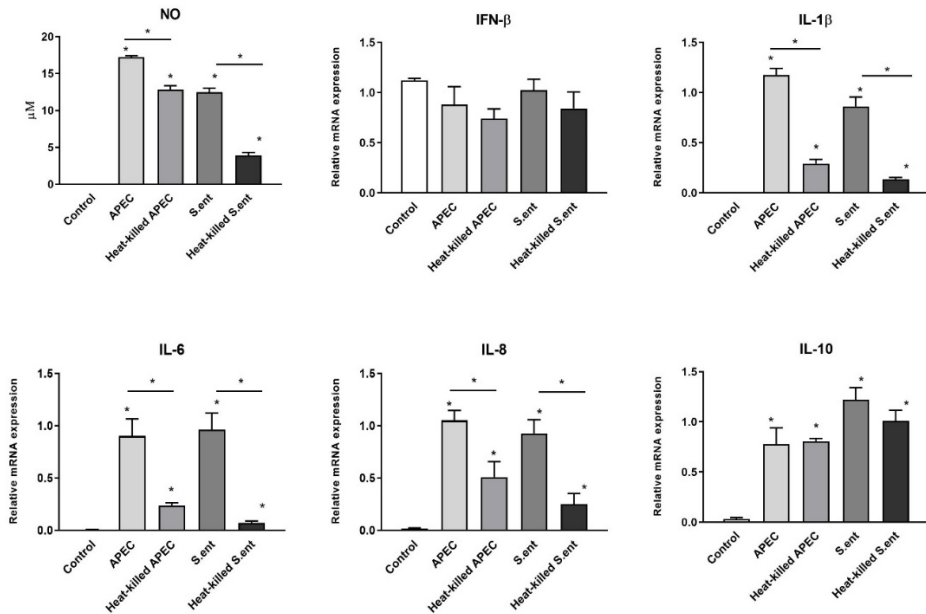 NO
*
*
*
*
*
*
μM
20
15
10
5
0
Control
APEC
Heat-killed APEC
S.ent
Heat-killed S.ent
IFN-β
Relative mRNA expression
1.5
1.0
0.5
0.0
Control
APEC
Heat-killed APEC
S.ent
Heat-killed S.ent
IL-1β
*
*
*
*
*
*
Relative mRNA expression
1.5
1.0
0.5
0.0
Control
APEC
Heat-killed APEC
S.ent
Heat-killed S.ent
IL-6
*
*
*
*
*
*
Relative mRNA expression
1.5
1.0
0.5
0.0
Control
APEC
Heat-killed APEC
S.ent
Heat-killed S.ent
IL-8
*
*
*
*
*
*
Relative mRNA expression
1.5
1.0
0.5
0.0
Control
APEC
Heat-killed APEC
S.ent
Heat-killed S.ent
IL-10
*
*
*
*
Relative mRNA expression
1.5
1.0
0.5
0.0
Control
APEC
Heat-killed APEC
S.ent
Heat-killed S.ent